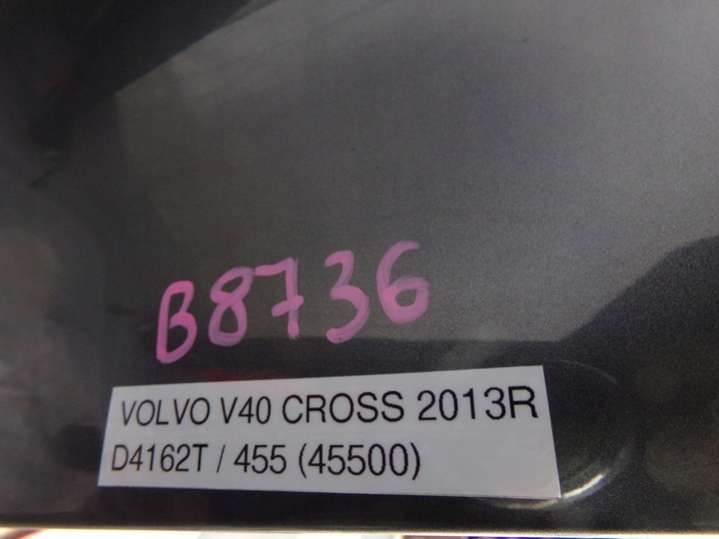 B8736
VOLVO V40 CROSS 2013R
D4162T / 455 (45500)